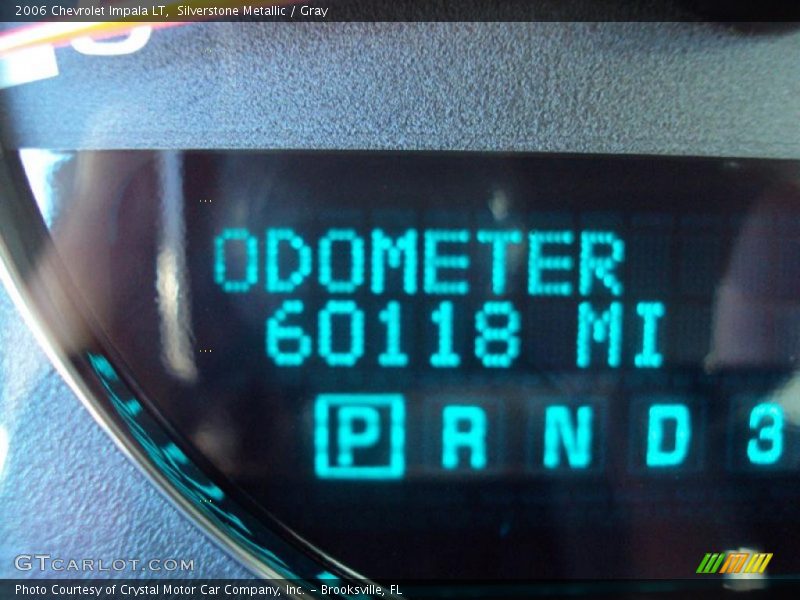 2006 Chevrolet Impala LT, Silverstone Metallic / Gray
ODOMETER
60118 MI
P R N D 3
GTCARLOT.COM
Photo Courtesy of Crystal Motor Car Company, Inc. - Brooksville, FL